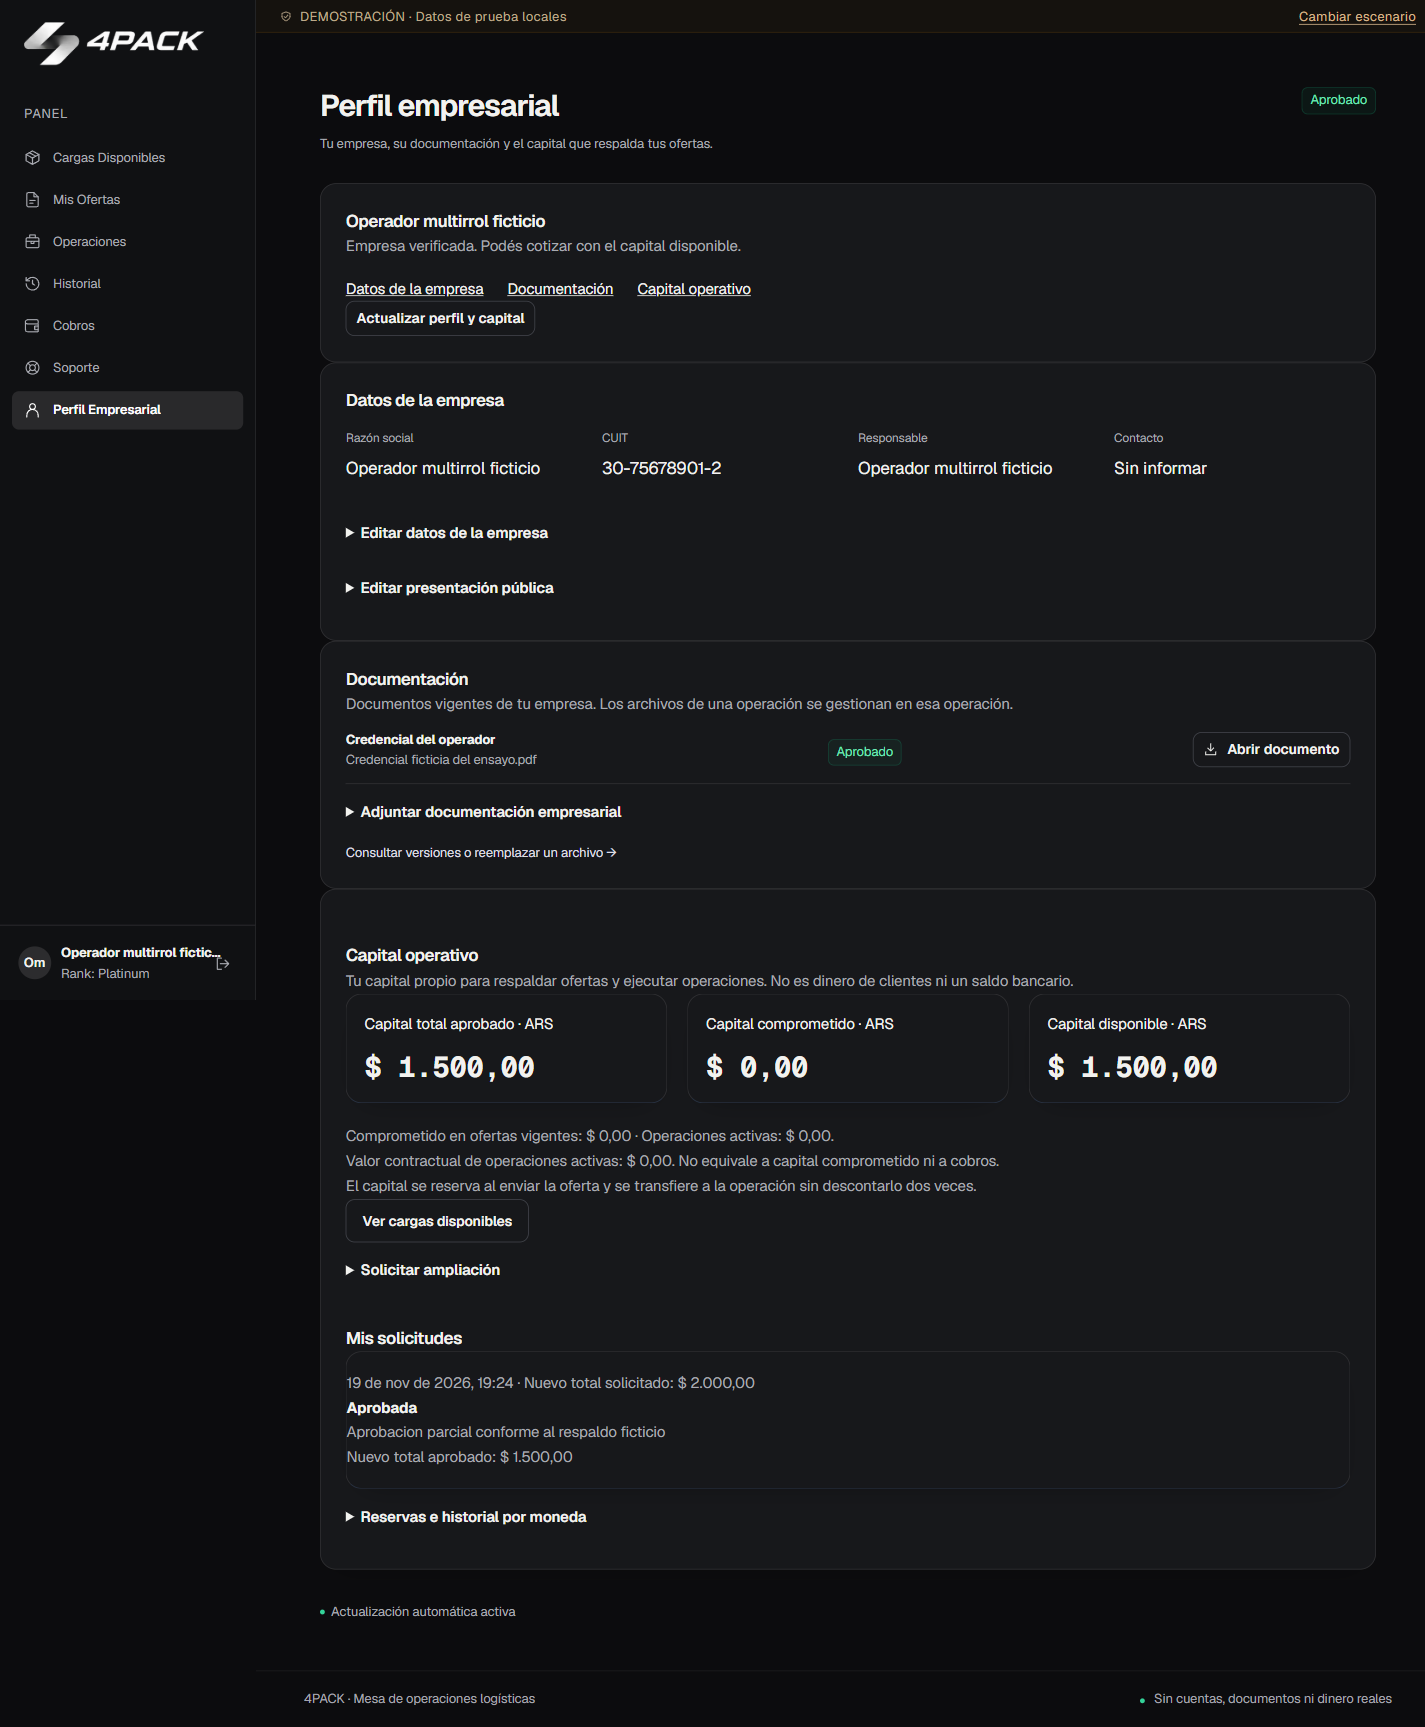 4PACK
PANEL
Cargas Disponibles
Mis Ofertas
Operaciones
Historial
Cobros
Soporte
Perfil Empresarial
Om
Operador multirrol fictic...
Rank: Platinum
DEMOSTRACIÓN · Datos de prueba locales
Cambiar escenario
Perfil empresarial
Aprobado
Tu empresa, su documentación y el capital que respalda tus ofertas.
Operador multirrol ficticio
Empresa verificada. Podés cotizar con el capital disponible.
Datos de la empresa Documentación Capital operativo
Actualizar perfil y capital
Datos de la empresa
Razón social CUIT Responsable Contacto
Operador multirrol ficticio 30-75678901-2 Operador multirrol ficticio Sin informar
▶ Editar datos de la empresa
▶ Editar presentación pública
Documentación
Documentos vigentes de tu empresa. Los archivos de una operación se gestionan en esa operación.
Credencial del operador
Credencial ficticia del ensayo.pdf
Aprobado
Abrir documento
▶ Adjuntar documentación empresarial
Consultar versiones o reemplazar un archivo →
Capital operativo
Tu capital propio para respaldar ofertas y ejecutar operaciones. No es dinero de clientes ni un saldo bancario.
Capital total aprobado · ARS
$ 1.500,00
Capital comprometido · ARS
$ 0,00
Capital disponible · ARS
$ 1.500,00
Comprometido en ofertas vigentes: $ 0,00 · Operaciones activas: $ 0,00.
Valor contractual de operaciones activas: $ 0,00. No equivale a capital comprometido ni a cobros.
El capital se reserva al enviar la oferta y se transfiere a la operación sin descontarlo dos veces.
Ver cargas disponibles
▶ Solicitar ampliación
Mis solicitudes
19 de nov de 2026, 19:24 · Nuevo total solicitado: $ 2.000,00
Aprobada
Aprobacion parcial conforme al respaldo ficticio
Nuevo total aprobado: $ 1.500,00
▶ Reservas e historial por moneda
Actualización automática activa
4PACK · Mesa de operaciones logísticas
Sin cuentas, documentos ni dinero reales